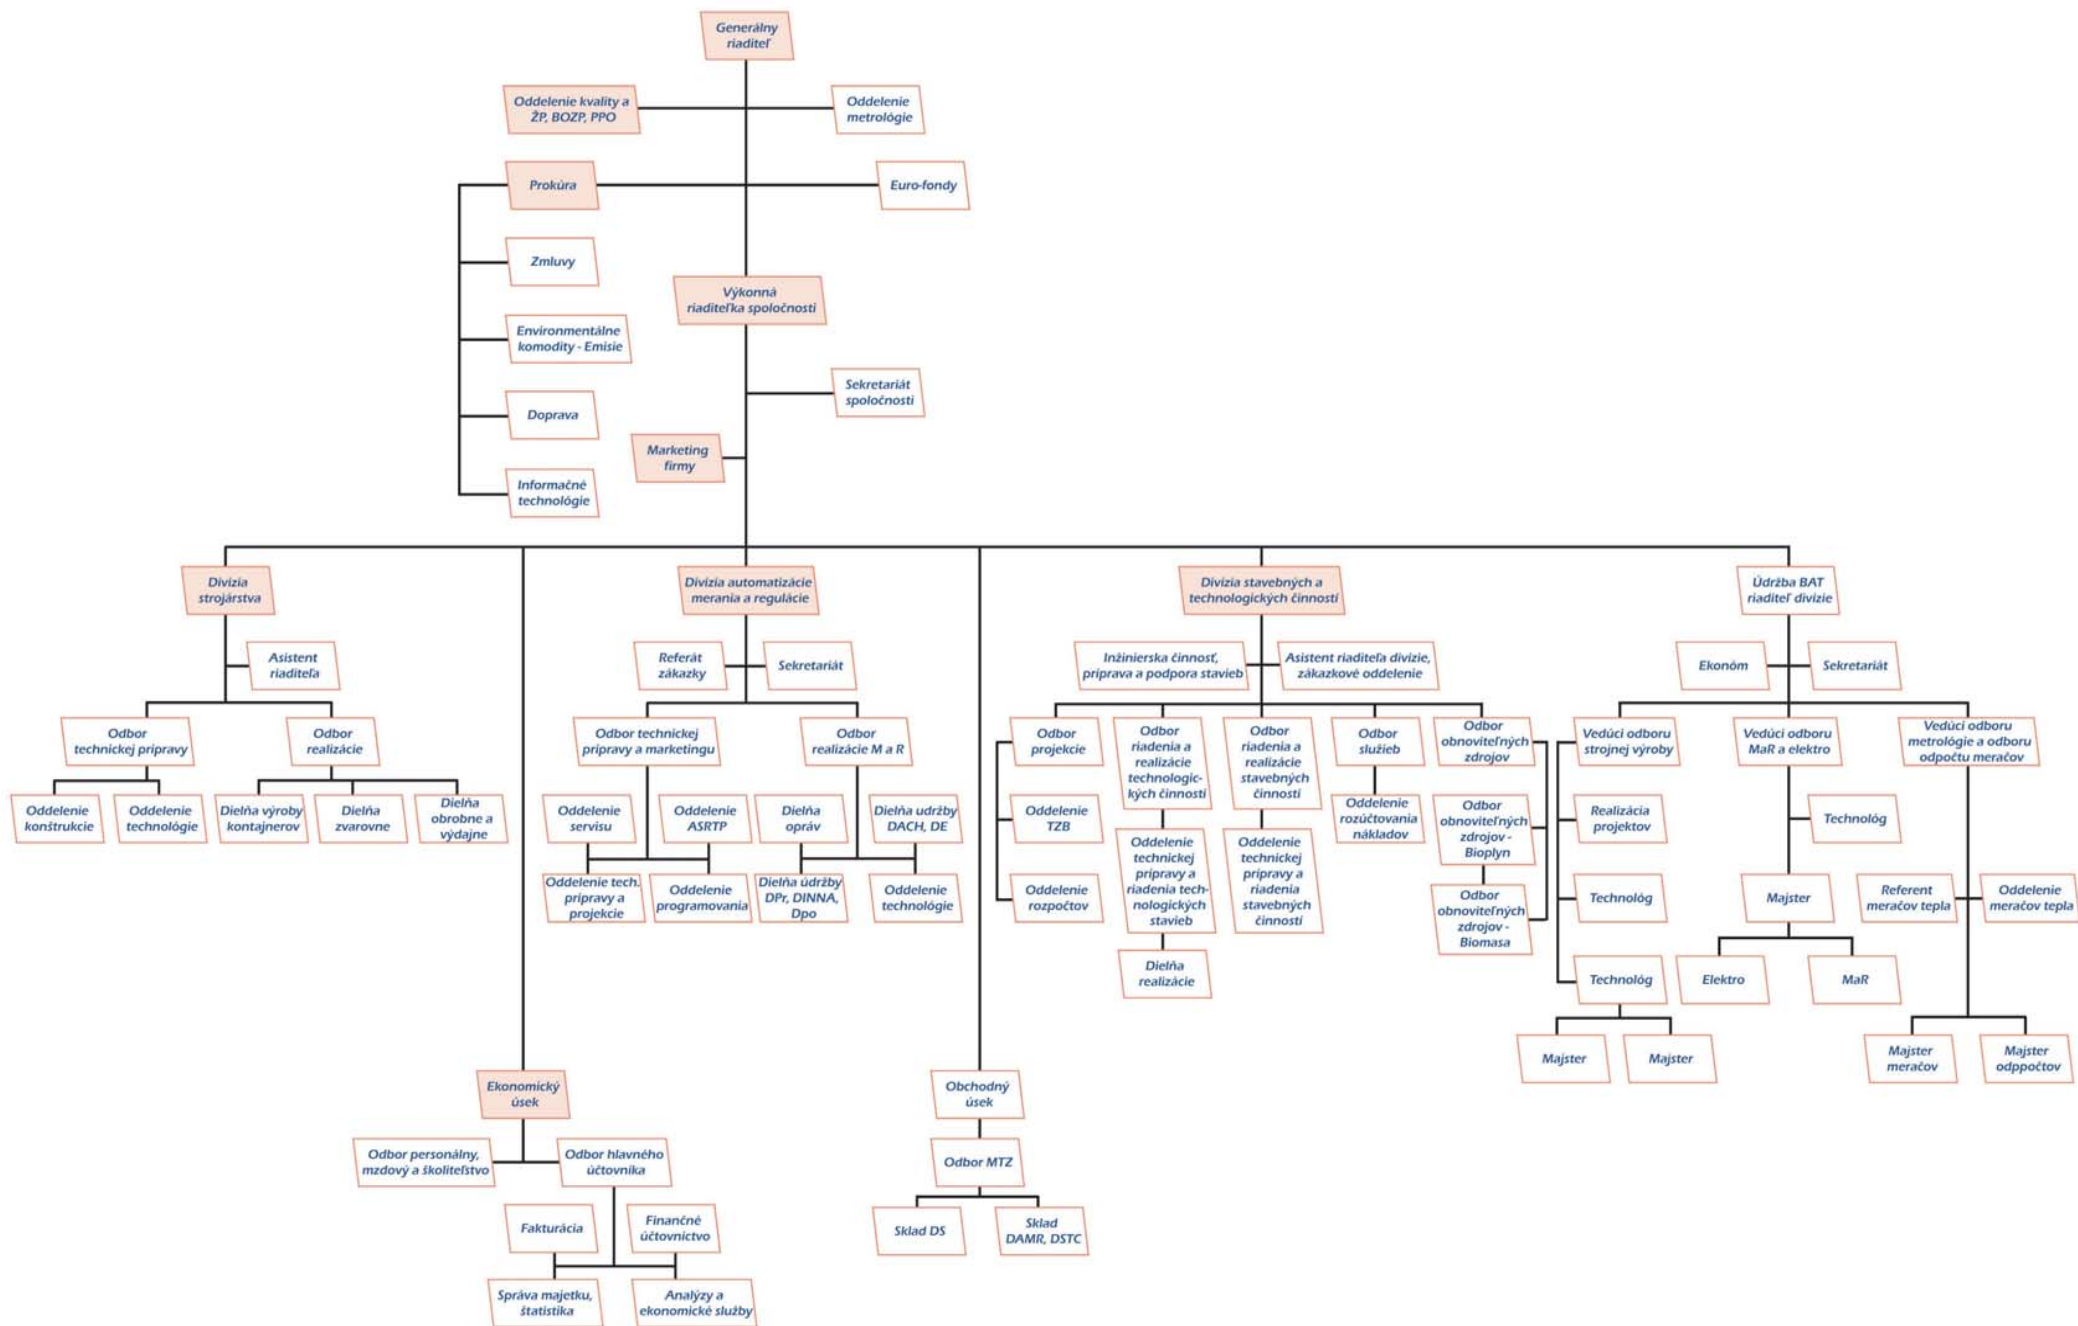 Generálny
riaditeľ
Oddelenie kvality a
ŽP, BOZP, PPO
Oddelenie
metrológie
Prokúra
Euro-fondy
Zmluvy
Výkonná
riaditeľka spoločnosti
Environmentálne
komodity - Emisie
Sekretariát
spoločnosti
Doprava
Marketing
firmy
Informačné
technológie
Divízia
strojárstva
Divízia automatizácie
merania a regulácie
Divízia stavebných a
technologických činností
Údržba BAT
riaditeľ divízie
Asistent
riaditeľa
Referát
zákazky
Sekretariát
Inžinierska činnosť,
príprava a podpora stavieb
Asistent riaditeľa divízie,
zákazkové oddelenie
Ekonóm
Sekretariát
Odbor
technickej prípravy
Odbor
realizácie
Odbor technickej
prípravy a marketingu
Odbor
realizácie M a R
Odbor
projekcie
Odbor
riadenia a
realizácie
technologic-
kých činností
Odbor
riadenia a
realizácie
stavebných
činností
Odbor
služieb
Odbor
obnoviteľných
zdrojov
Vedúci odboru
strojnej výroby
Vedúci odboru
MaR a elektro
Vedúci odboru
metrológie a odboru
odpočtu meračov
Oddelenie
konštrukcie
Oddelenie
technológie
Dielňa výroby
kontajnerov
Dielňa
zvarovne
Dielňa
obrobne a
výdajne
Oddelenie
servisu
Oddelenie
ASRTP
Dielňa
opráv
Dielňa udržby
DACH, DE
Oddelenie
TZB
Oddelenie
rozúčtovania
nákladov
Odbor
obnoviteľných
zdrojov -
Bioplyn
Realizácia
projektov
Technológ
Oddelenie tech.
prípravy a
projekcie
Oddelenie
programovania
Dielňa údržby
DPr, DINNA,
Dpo
Oddelenie
technológie
Oddelenie
rozpočtov
Oddelenie
technickej
prípravy a
riadenia tech-
nologických
stavieb
Oddelenie
technickej
prípravy a
riadenia
stavebných
činností
Odbor
obnoviteľných
zdrojov -
Biomasa
Technológ
Majster
Referent
meračov tepla
Oddelenie
meračov tepla
Dielňa
realizácie
Technológ
Elektro
MaR
Majster
Majster
Majster
meračov
Majster
odppočtov
Ekonomický
úsek
Obchodný
úsek
Odbor personálny,
mzdový a školiteľstvo
Odbor hlavného
účtovníka
Odbor MTZ
Fakturácia
Finančné
účtovníctvo
Sklad DS
Sklad
DAMR, DSTC
Správa majetku,
štatistika
Analýzy a
ekonomické služby